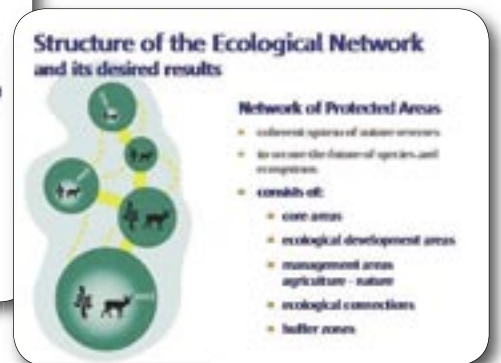 Structure of the Ecological Network
and its desired results
Network of Protected Areas
coherent system of nature reserves
to secure the future of species and
ecosystems
consists of:
core areas
ecological development areas
management areas
agriculture - nature
ecological connections
buffer zones